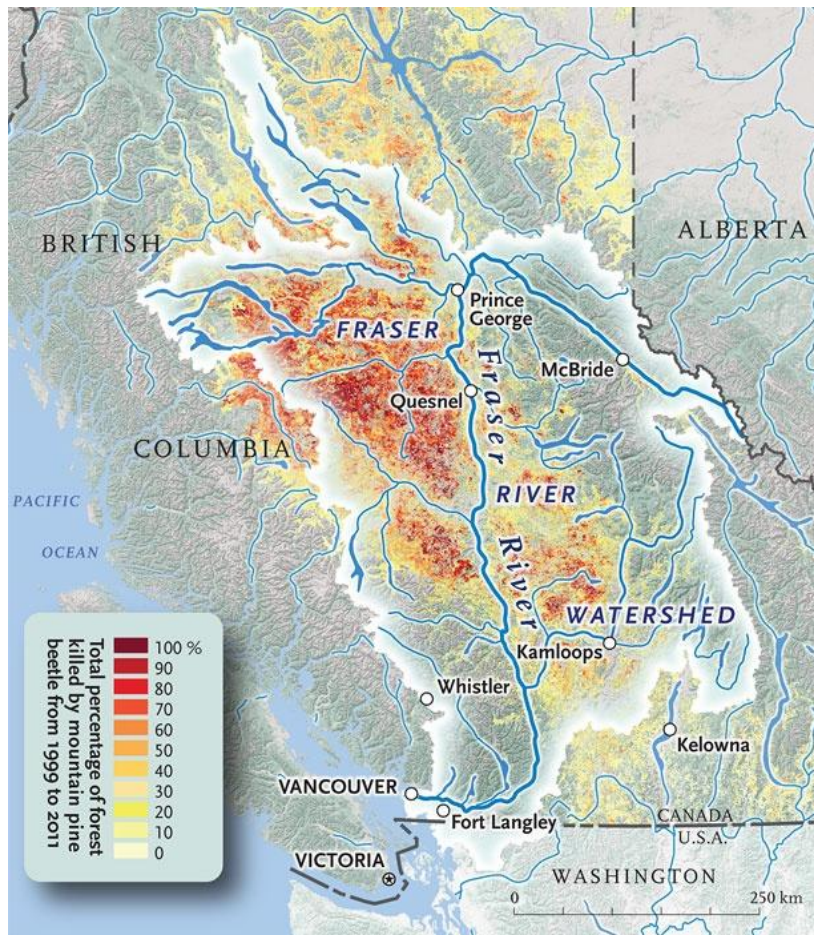 BRITISH
ALBERTA
Prince
George
FRASER
Fraser
McBride
Quesnel
COLUMBIA
RIVER
PACIFIC
OCEAN
River
WATERSHED
Kamloops
Whistler
Kelowna
VANCOUVER
Fort Langley
CANADA
U.S.A.
VICTORIA
WASHINGTON
0 250 km
Total percentage of forest
killed by mountain pine
beetle from 1999 to 2011
100 %
90
80
70
60
50
40
30
20
10
0